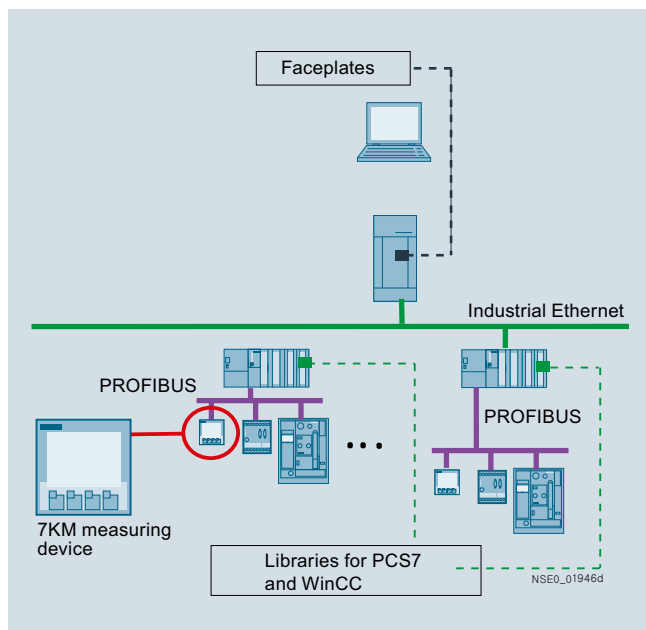 Faceplates
Industrial Ethernet
PROFIBUS
PROFIBUS
7KM measuring
device
Libraries for PCS7
and WinCC
NSE0_01946d